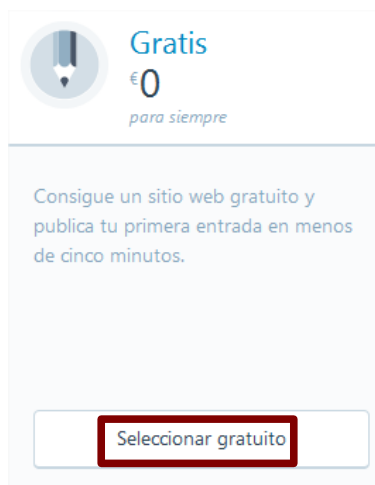 Gratis
€0
para siempre
Consigue un sitio web gratuito y
publica tu primera entrada en menos
de cinco minutos.
Seleccionar gratuito